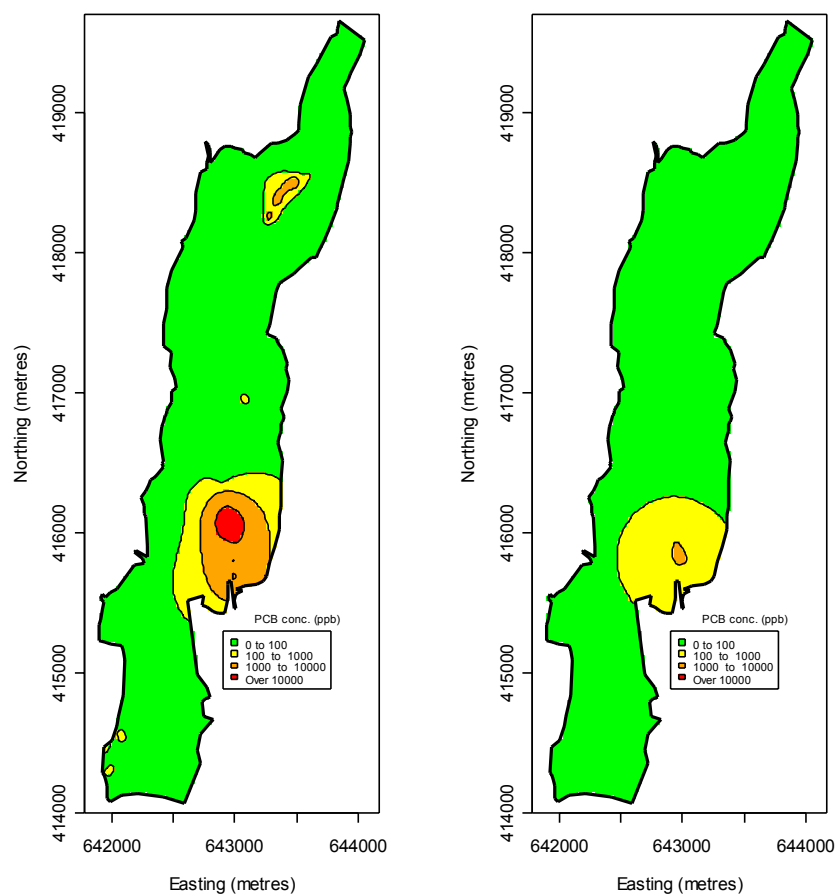 419000
418000
417000
416000
415000
414000
Northing (metres)
PCB conc. (ppb)
0 to 100
100 to 1000
1000 to 10000
Over 10000
642000 643000 644000
Easting (metres)
419000
418000
417000
416000
415000
414000
Northing (metres)
PCB conc. (ppb)
0 to 100
100 to 1000
1000 to 10000
Over 10000
642000 643000 644000
Easting (metres)